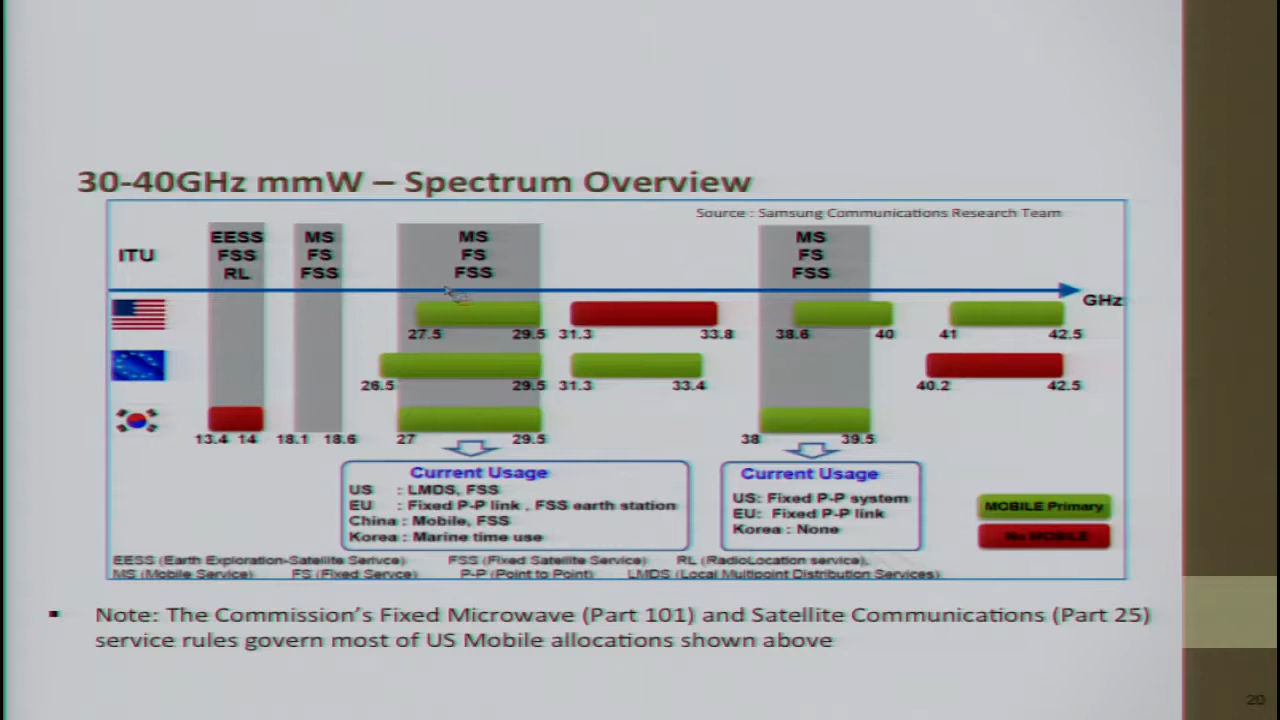 30-40GHz mmW – Spectrum Overview
Source : Samsung Communications Research Team
ITU
EESS
FSS
RL
MS
FS
FSS
MS
FS
FSS
MS
FS
FSS
GHz
27.5 29.5 31.3 33.8 38.6 40 41 42.5
26.5 29.5 31.3 33.4 40.2 42.5
13.4 14 18.1 18.6 27 29.5 38 39.5
Current Usage
US : LMDS, FSS
EU : Fixed P-P link , FSS earth station
China : Mobile, FSS
Korea : Marine time use
Current Usage
US: Fixed P-P system
EU: Fixed P-P link
Korea : None
MOBILE Primary
No MOBILE
EESS (Earth Exploration-Satellite Serivce) FSS (Fixed Satellite Service) RL (RadioLocation service),
MS (Mobile Service) FS (Fixed Service) P-P (Point to Point) LMDS (Local Multipoint Distribution Services)
▪ Note: The Commission's Fixed Microwave (Part 101) and Satellite Communications (Part 25)
service rules govern most of US Mobile allocations shown above
20